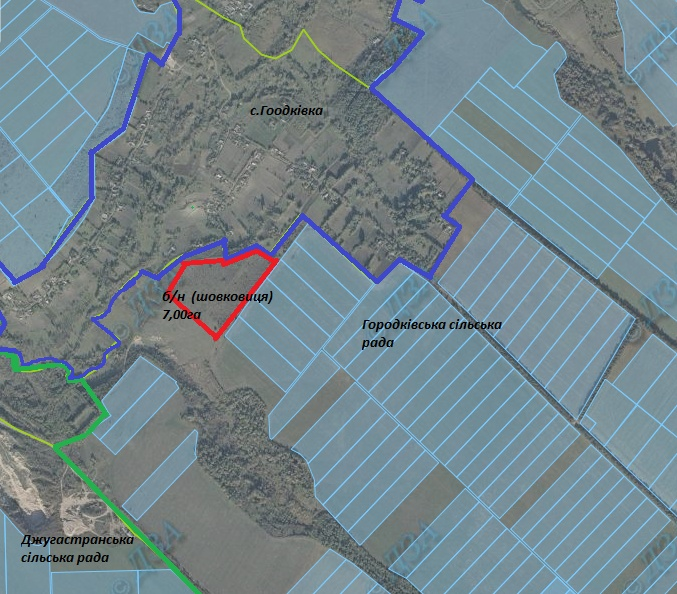 с.Гоодківка
б/н (шовковиця)
7,00га
Городківська сільська
рада
Джугастранська
сільська рада